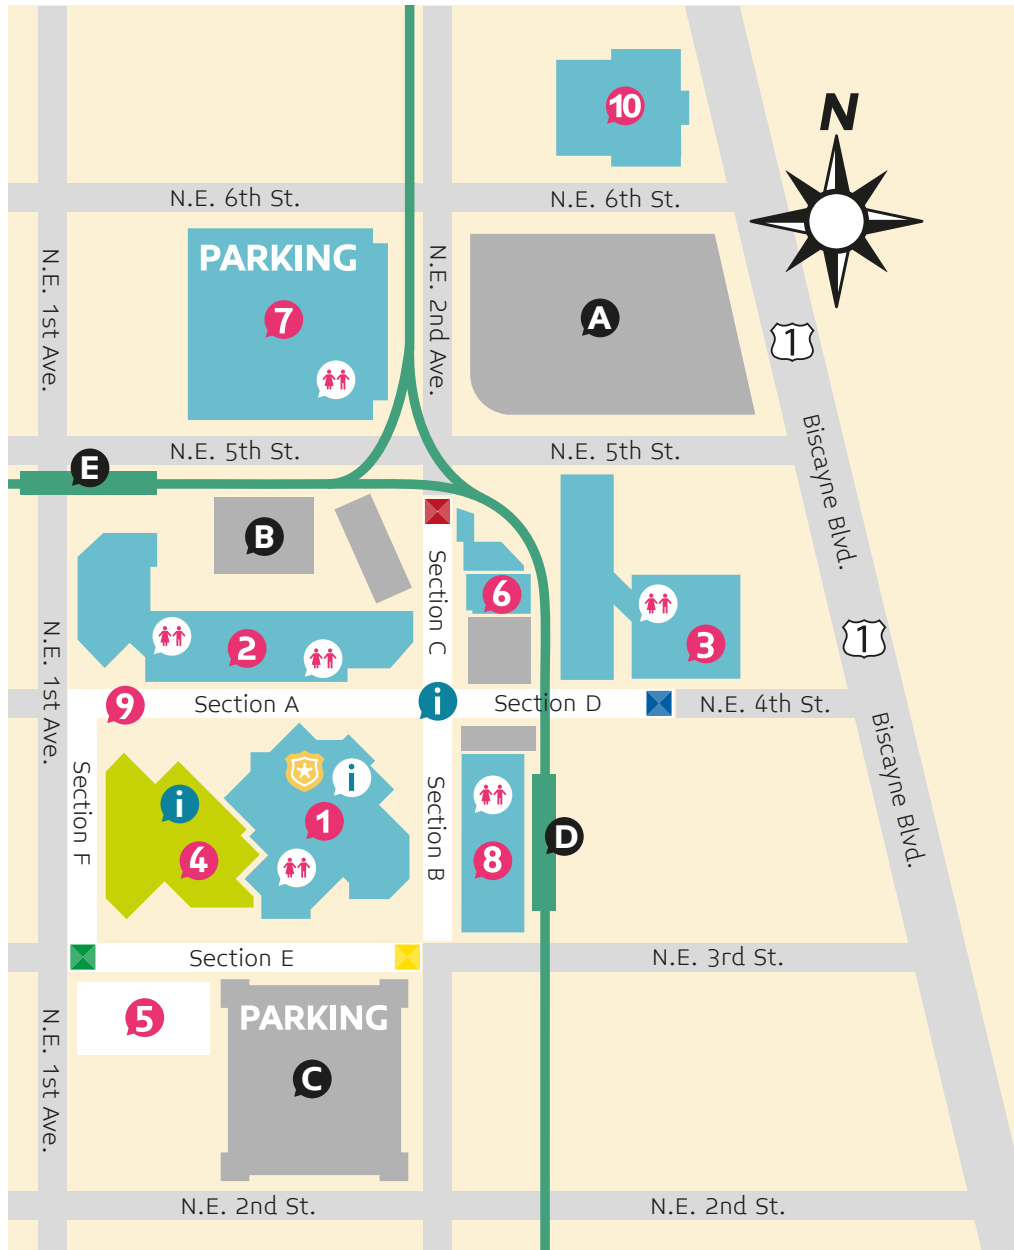 10
N
N.E. 6th St.
N.E. 6th St.
PARKING
7
N.E. 1st Ave.
N.E. 2nd Ave.
A
1
N.E. 5th St.
N.E. 5th St.
Biscayne Blvd.
E
B
Section C
6
2
3
1
N.E. 1st Ave.
9
Section A
i
Section D
N.E. 4th St.
Biscayne Blvd.
Section F
i
4
i
1
Section B
8
D
Section E
N.E. 3rd St.
5
PARKING
C
N.E. 1st Ave.
N.E. 2nd St.
N.E. 2nd St.